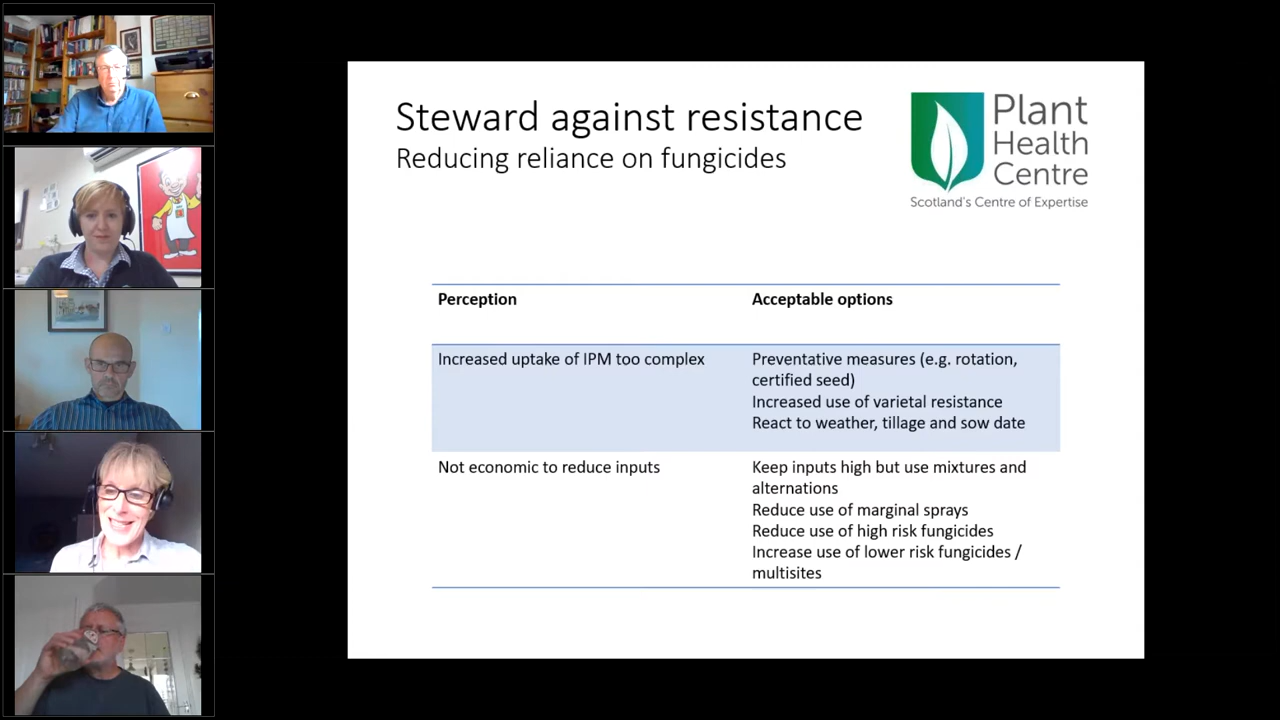 Steward against resistance
Reducing reliance on fungicides
Plant
Health
Centre
Scotland's Centre of Expertise
Perception
Acceptable options
Increased uptake of IPM too complex
Preventative measures (e.g. rotation,
certified seed)
Increased use of varietal resistance
React to weather, tillage and sow date
Not economic to reduce inputs
Keep inputs high but use mixtures and
alternations
Reduce use of marginal sprays
Reduce use of high risk fungicides
Increase use of lower risk fungicides /
multisites